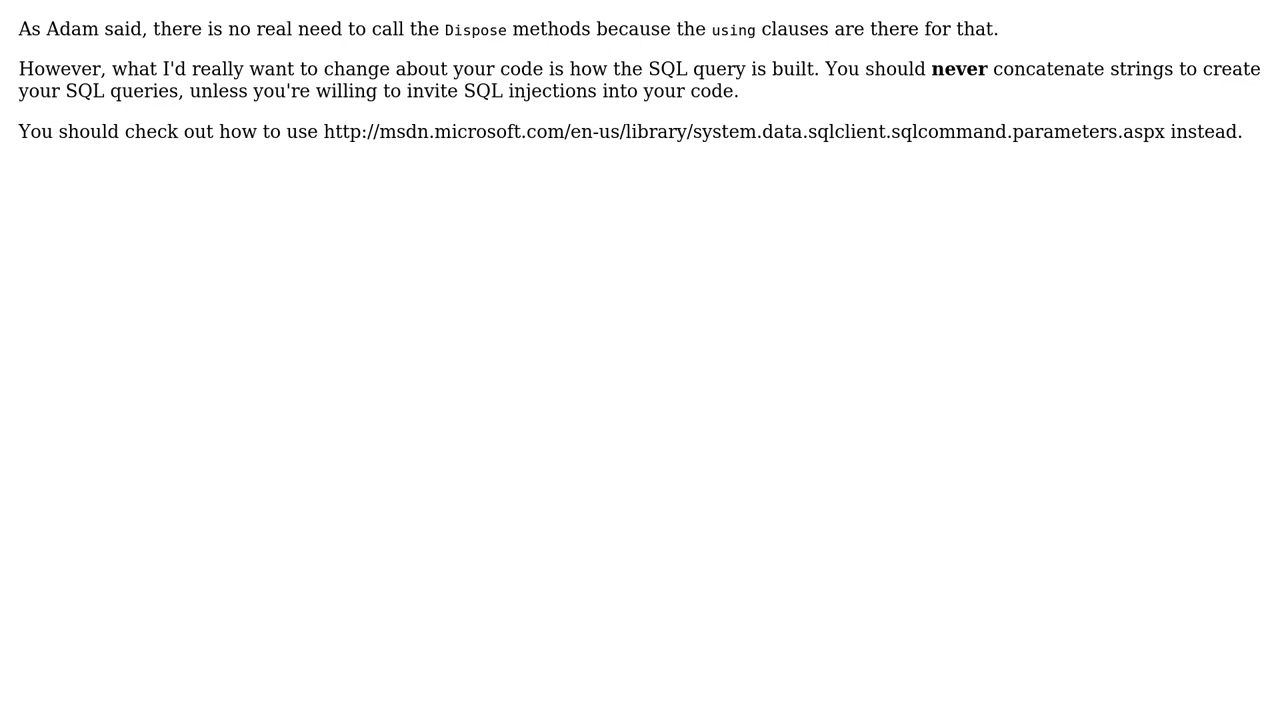 As Adam said, there is no real need to call the Dispose methods because the using clauses are there for that.
However, what I'd really want to change about your code is how the SQL query is built. You should never concatenate strings to create
your SQL queries, unless you're willing to invite SQL injections into your code.
You should check out how to use http://msdn.microsoft.com/en-us/library/system.data.sqlclient.sqlcommand.parameters.aspx instead.